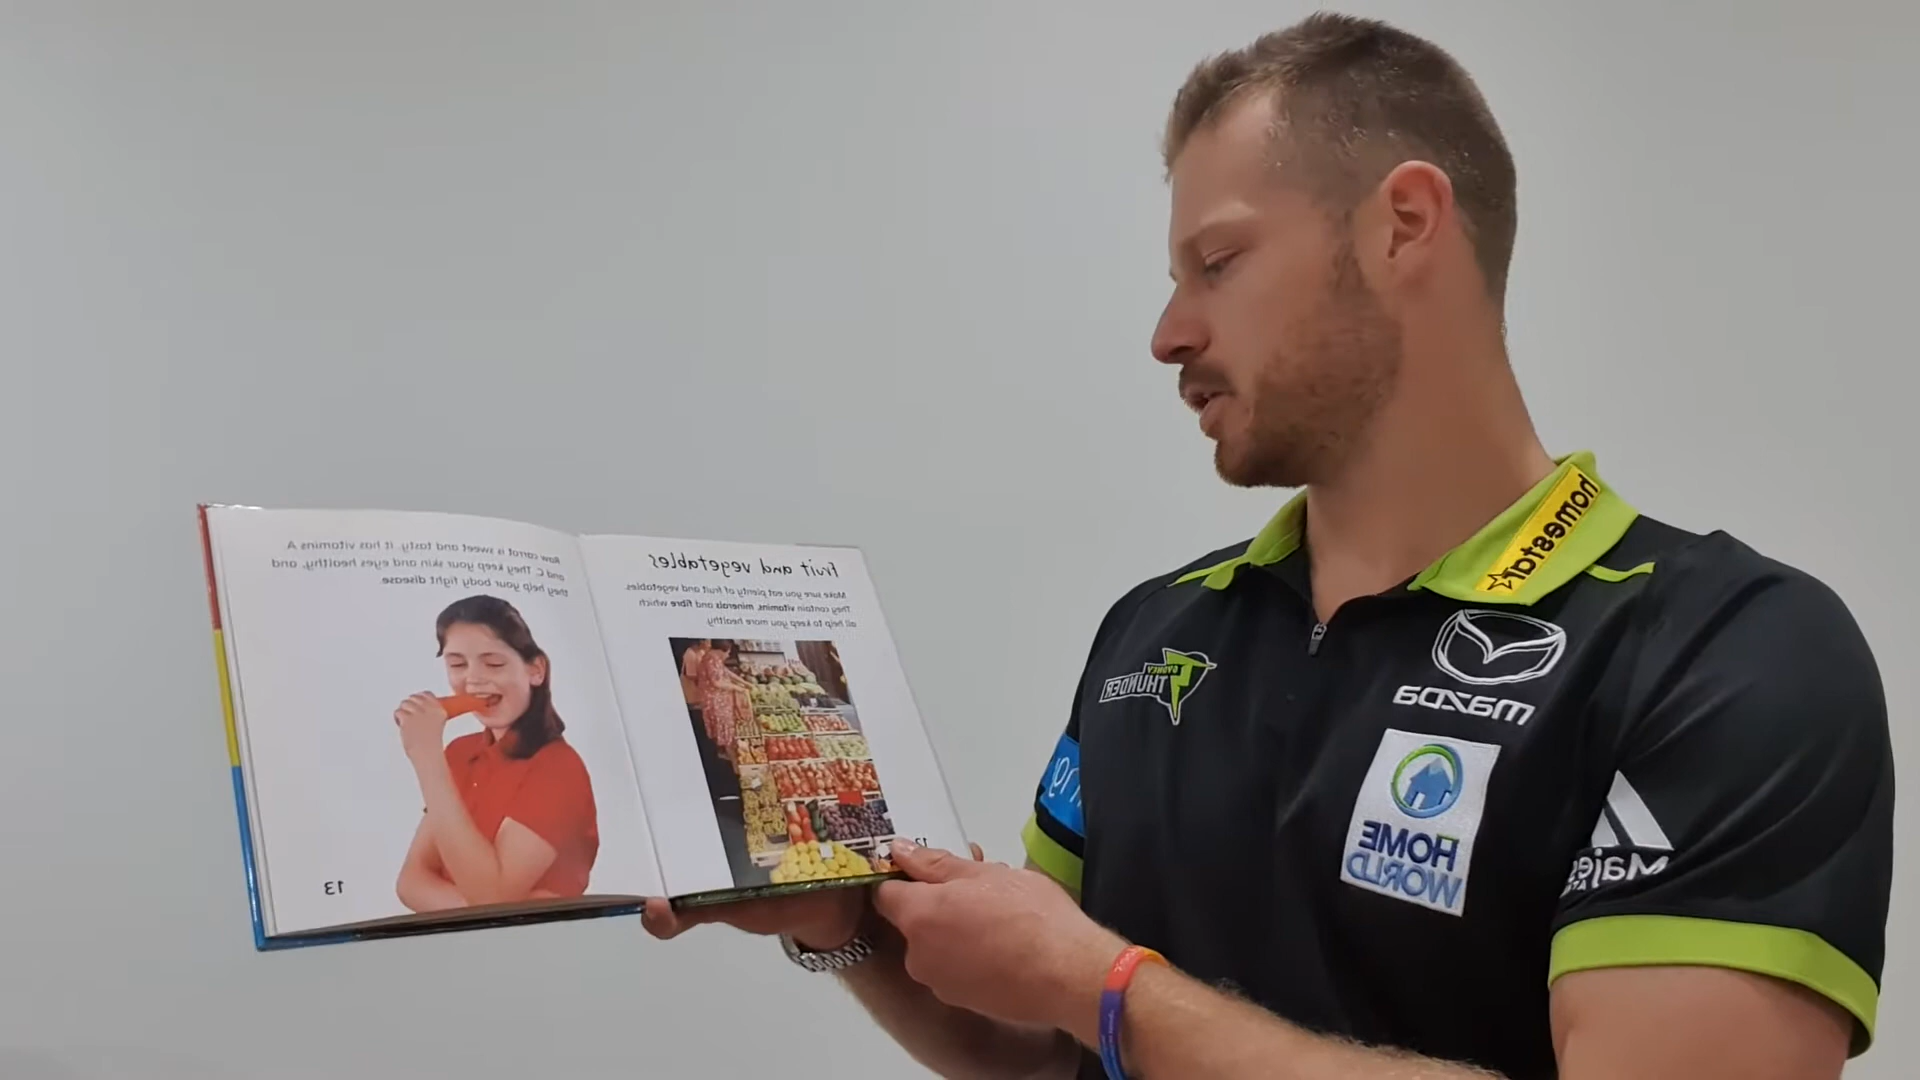 fruit and vegetables
Make sure you eat plenty of fruit and vegetables.
They contain vitamins, minerals and fibre which
all help to keep you more healthy.
12
Raw carrot is sweet and tasty, it has vitamins A
and C. They keep your skin and eyes healthy, and
they help your body fight disease.
13
homestar
SYDNEY
THUNDER
mazda
HOME
WORLD
Majes